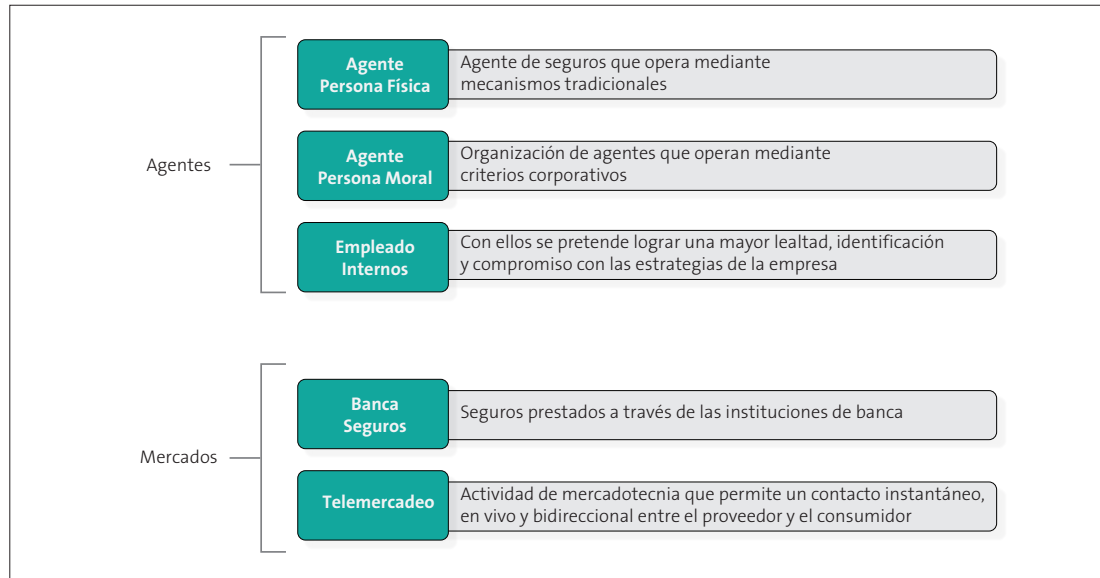 Agentes
Agente
Persona Física
Agente de seguros que opera mediante
mecanismos tradicionales
Agente
Persona Moral
Organización de agentes que operan mediante
criterios corporativos
Empleado
Internos
Con ellos se pretende lograr una mayor lealtad, identificación
y compromiso con las estrategias de la empresa
Mercados
Banca
Seguros
Seguros prestados a través de las instituciones de banca
Telemercadeo
Actividad de mercadotecnia que permite un contacto instantáneo,
en vivo y bidireccional entre el proveedor y el consumidor